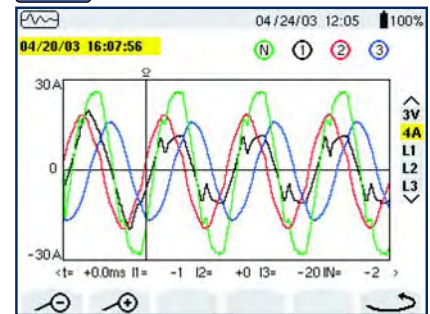 04/24/03 12:05 100%
04/20/03 16:07:56 N 1 2 3
30A
3V
4A
L1
L2
L3
0
-30A
<t= +0.0ms I1= -1 I2= +0 I3= -20 IN= -2 >